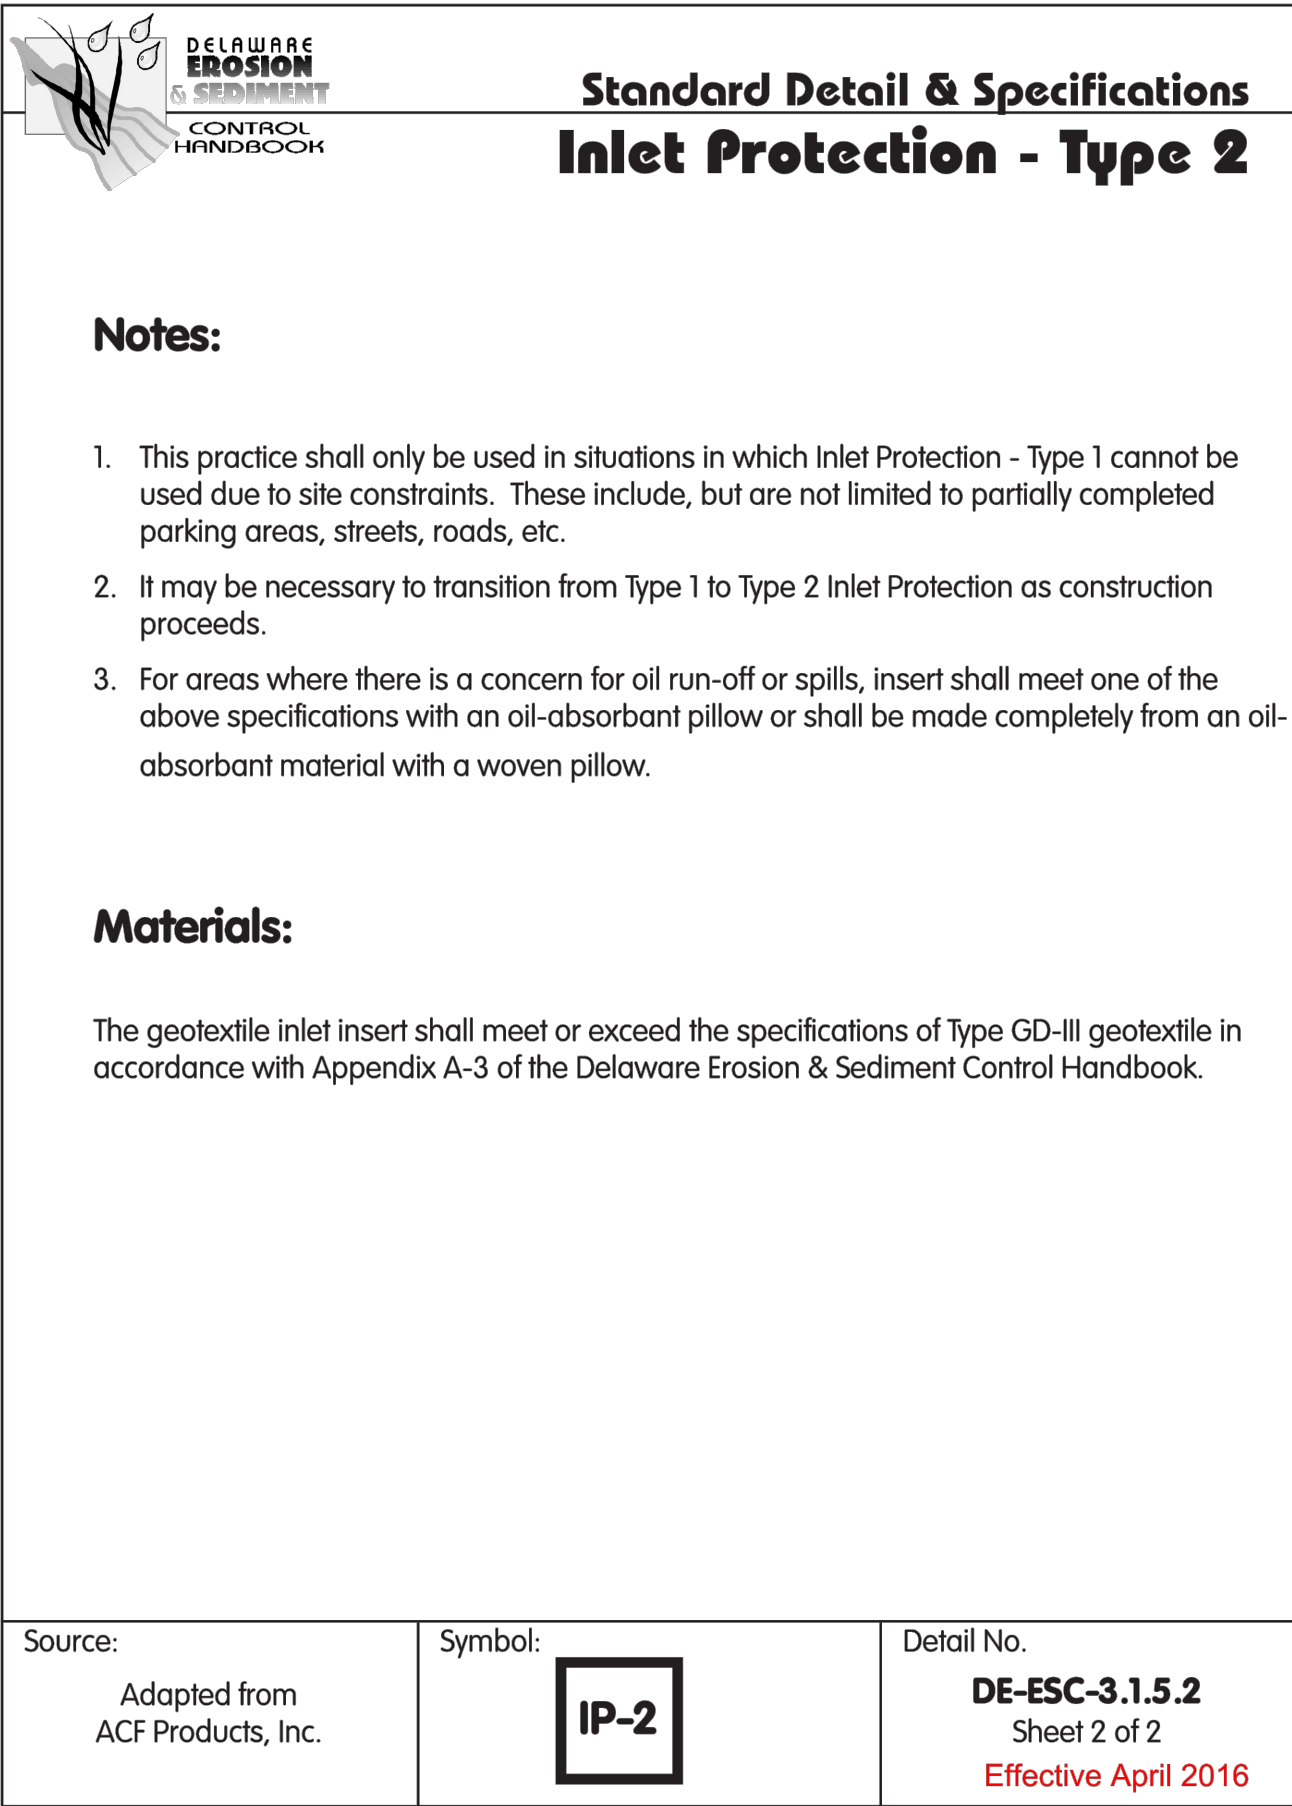 DELAWARE
EROSION
& SEDIMENT
CONTROL
HANDBOOK
Standard Detail & Specifications
Inlet Protection - Type 2
Notes:
1. This practice shall only be used in situations in which Inlet Protection - Type 1 cannot be
used due to site constraints. These include, but are not limited to partially completed
parking areas, streets, roads, etc.
2. It may be necessary to transition from Type 1 to Type 2 Inlet Protection as construction
proceeds.
3. For areas where there is a concern for oil run-off or spills, insert shall meet one of the
above specifications with an oil-absorbant pillow or shall be made completely from an oil-
absorbant material with a woven pillow.
Materials:
The geotextile inlet insert shall meet or exceed the specifications of Type GD-III geotextile in
accordance with Appendix A-3 of the Delaware Erosion & Sediment Control Handbook.
Source:
Adapted from
ACF Products, Inc.
Symbol:
IP-2
Detail No.
DE-ESC-3.1.5.2
Sheet 2 of 2
Effective April 2016